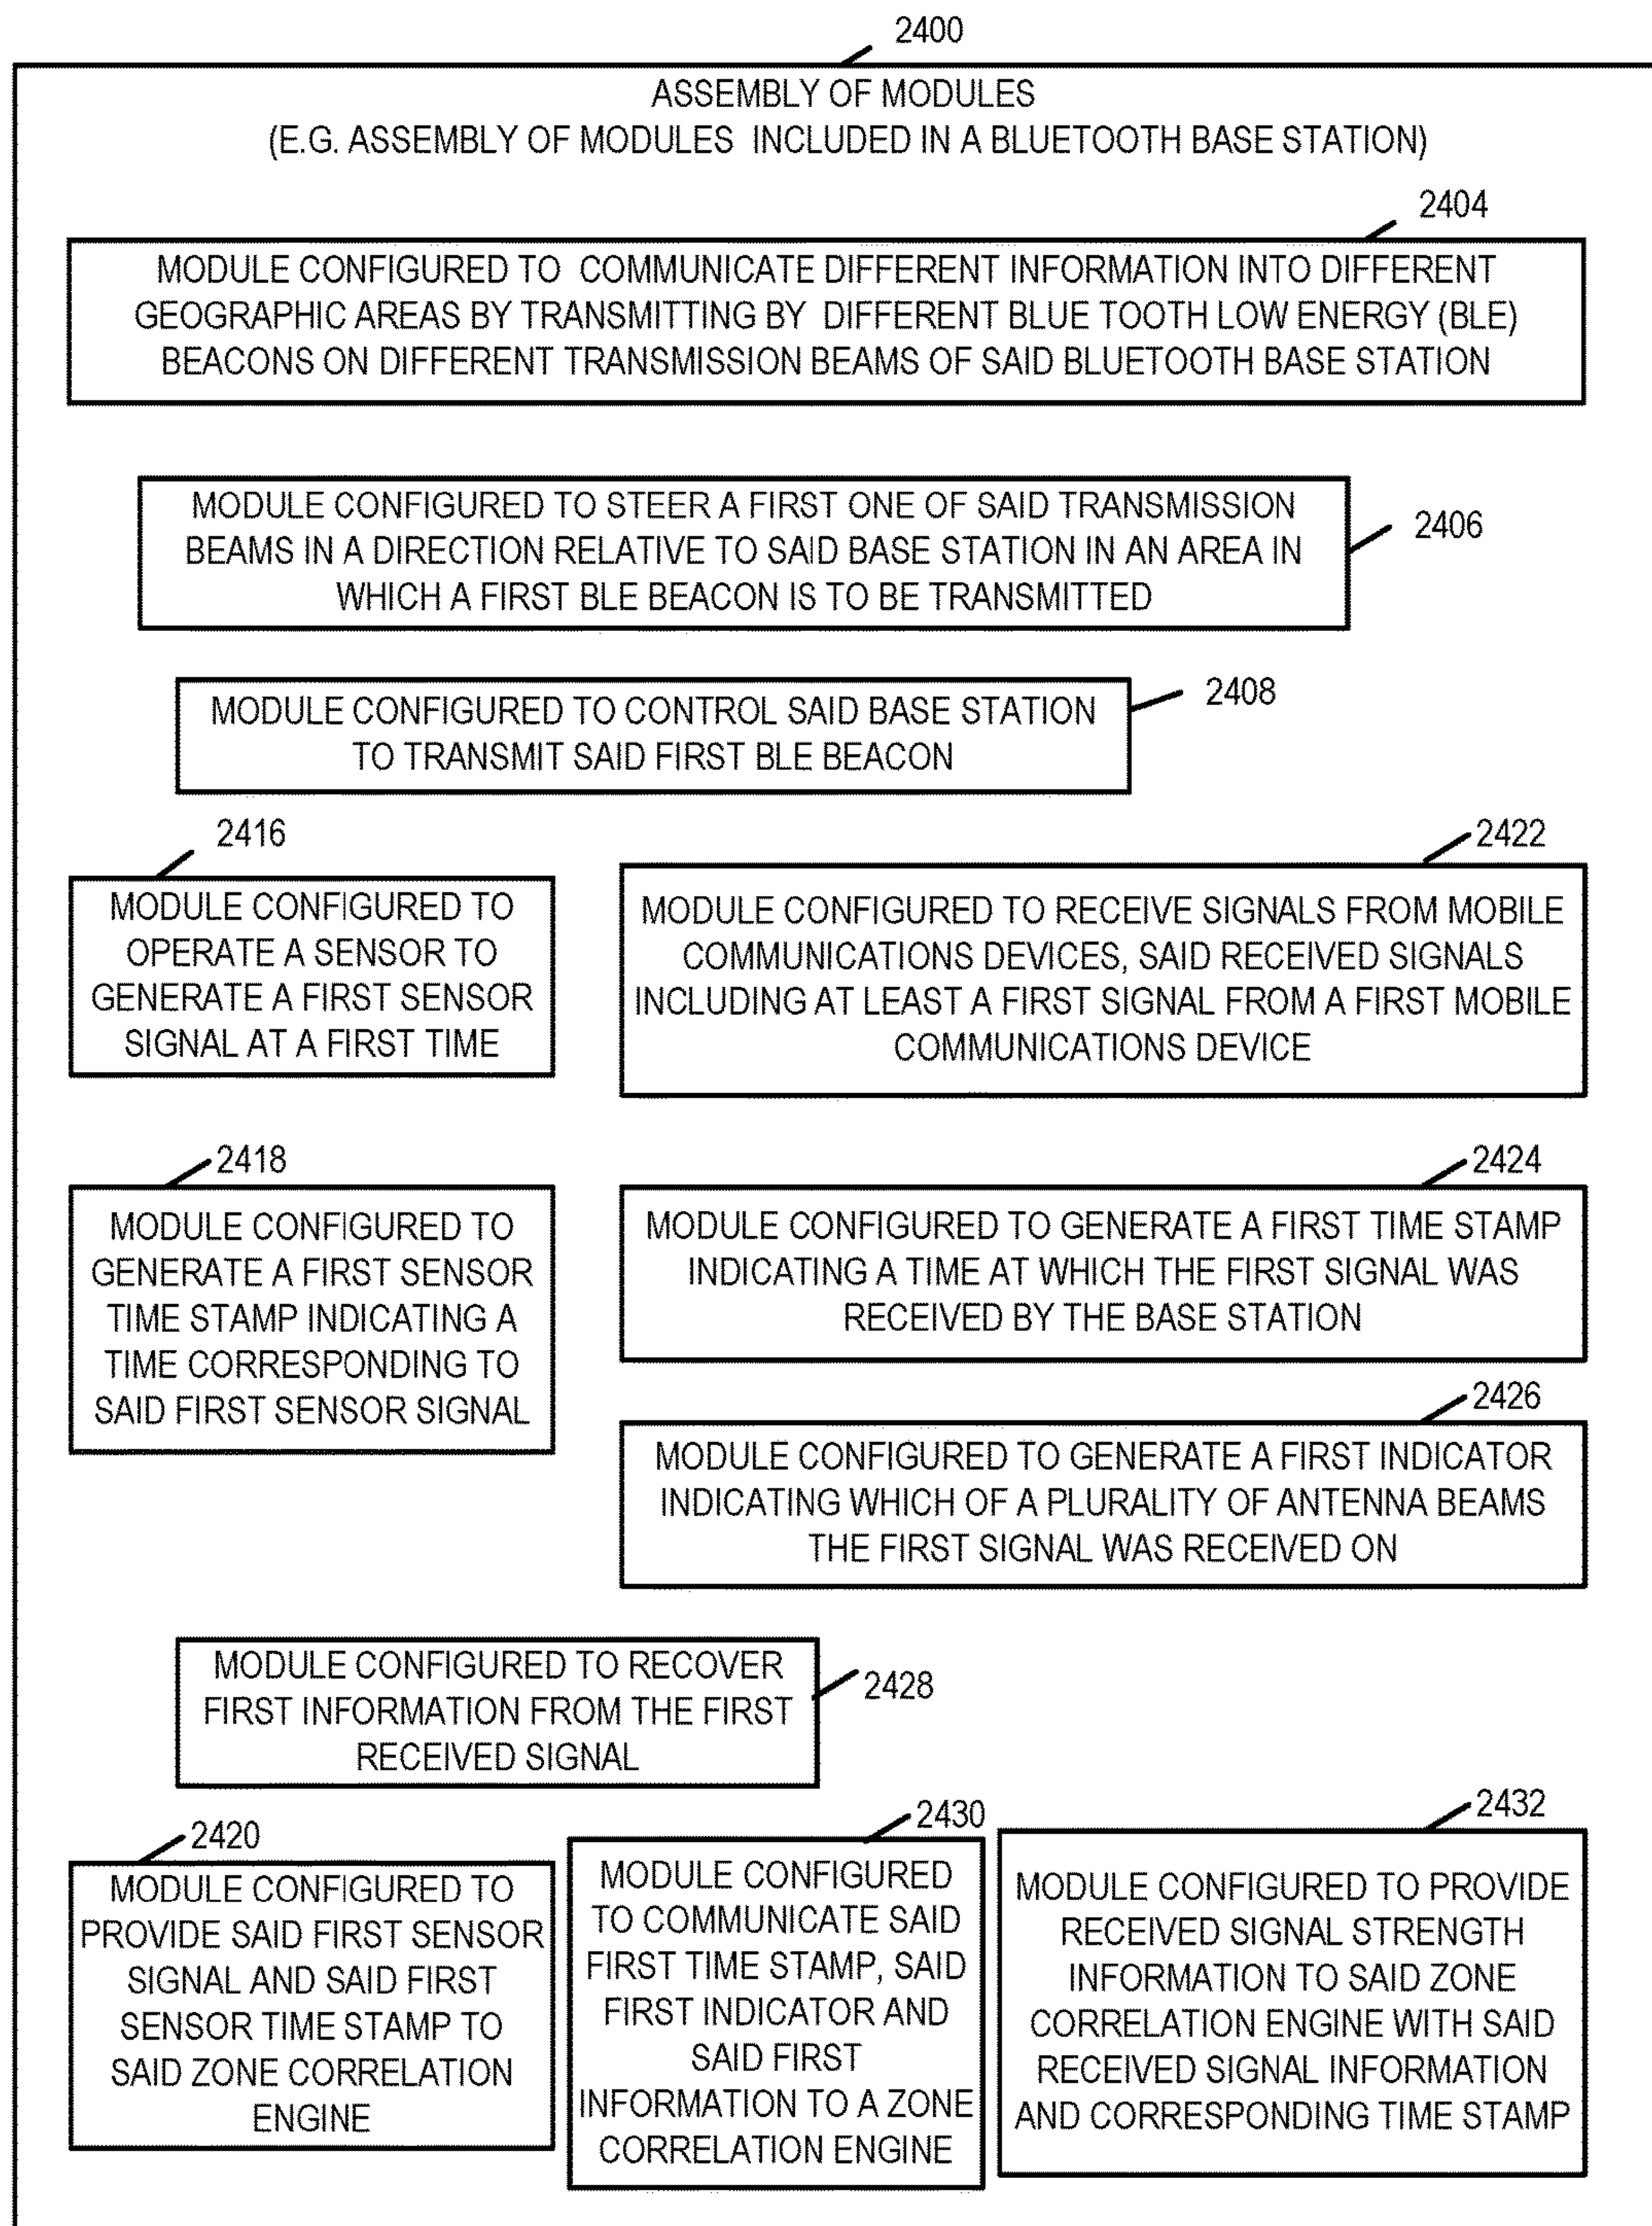 2400
ASSEMBLY OF MODULES
(E.G. ASSEMBLY OF MODULES INCLUDED IN A BLUETOOTH BASE STATION)
2404
MODULE CONFIGURED TO COMMUNICATE DIFFERENT INFORMATION INTO DIFFERENT
GEOGRAPHIC AREAS BY TRANSMITTING BY DIFFERENT BLUE TOOTH LOW ENERGY (BLE)
BEACONS ON DIFFERENT TRANSMISSION BEAMS OF SAID BLUETOOTH BASE STATION
MODULE CONFIGURED TO STEER A FIRST ONE OF SAID TRANSMISSION
BEAMS IN A DIRECTION RELATIVE TO SAID BASE STATION IN AN AREA IN
WHICH A FIRST BLE BEACON IS TO BE TRANSMITTED
2406
MODULE CONFIGURED TO CONTROL SAID BASE STATION
TO TRANSMIT SAID FIRST BLE BEACON
2408
2416
MODULE CONFIGURED TO
OPERATE A SENSOR TO
GENERATE A FIRST SENSOR
SIGNAL AT A FIRST TIME
2422
MODULE CONFIGURED TO RECEIVE SIGNALS FROM MOBILE
COMMUNICATIONS DEVICES, SAID RECEIVED SIGNALS
INCLUDING AT LEAST A FIRST SIGNAL FROM A FIRST MOBILE
COMMUNICATIONS DEVICE
2418
MODULE CONFIGURED TO
GENERATE A FIRST SENSOR
TIME STAMP INDICATING A
TIME CORRESPONDING TO
SAID FIRST SENSOR SIGNAL
2424
MODULE CONFIGURED TO GENERATE A FIRST TIME STAMP
INDICATING A TIME AT WHICH THE FIRST SIGNAL WAS
RECEIVED BY THE BASE STATION
2426
MODULE CONFIGURED TO GENERATE A FIRST INDICATOR
INDICATING WHICH OF A PLURALITY OF ANTENNA BEAMS
THE FIRST SIGNAL WAS RECEIVED ON
MODULE CONFIGURED TO RECOVER
FIRST INFORMATION FROM THE FIRST
RECEIVED SIGNAL
2428
2420
MODULE CONFIGURED TO
PROVIDE SAID FIRST SENSOR
SIGNAL AND SAID FIRST
SENSOR TIME STAMP TO
SAID ZONE CORRELATION
ENGINE
2430
MODULE CONFIGURED
TO COMMUNICATE SAID
FIRST TIME STAMP, SAID
FIRST INDICATOR AND
SAID FIRST
INFORMATION TO A ZONE
CORRELATION ENGINE
2432
MODULE CONFIGURED TO PROVIDE
RECEIVED SIGNAL STRENGTH
INFORMATION TO SAID ZONE
CORRELATION ENGINE WITH SAID
RECEIVED SIGNAL INFORMATION
AND CORRESPONDING TIME STAMP